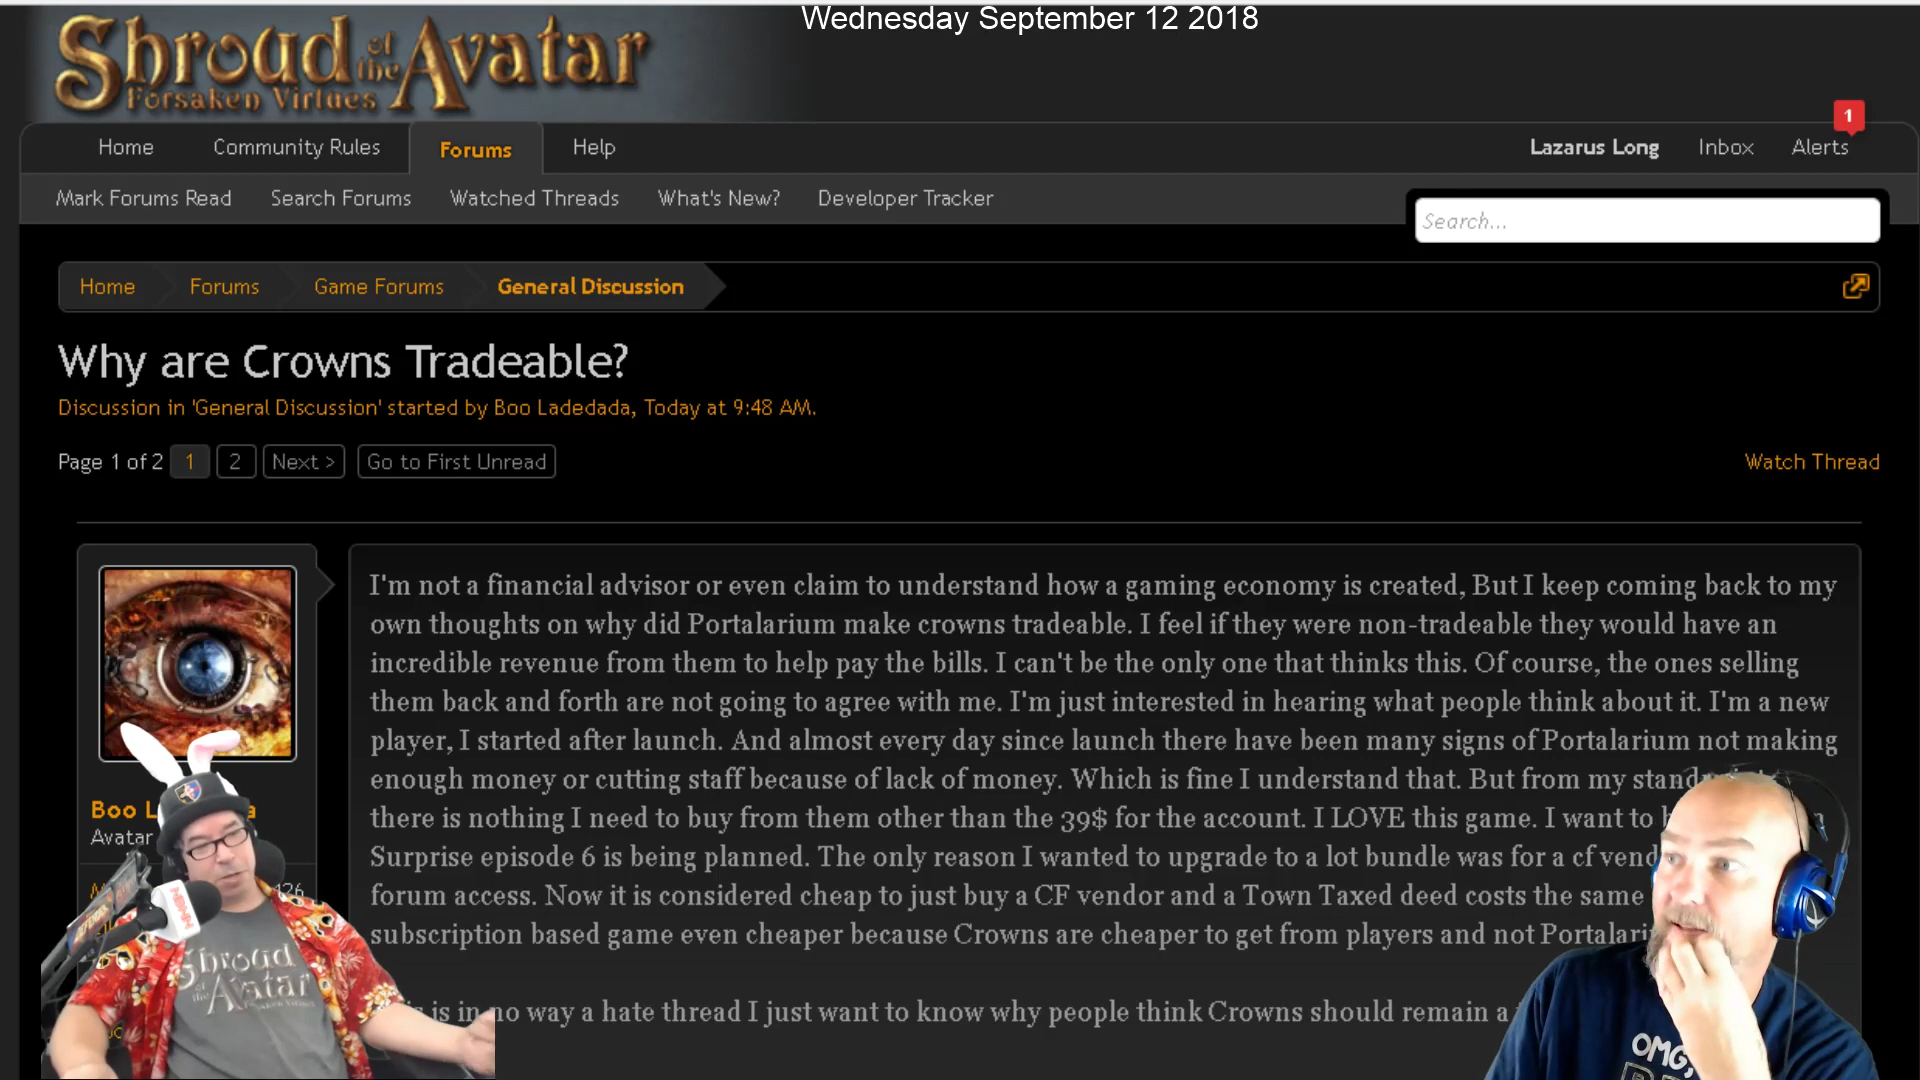 Wednesday September 12 2018
Shroud of the Avatar
Forsaken Virtues
1
Home Community Rules Forums Help Lazarus Long Inbox Alerts
Mark Forums Read Search Forums Watched Threads What's New? Developer Tracker
Search...
Home Forums Game Forums General Discussion
Why are Crowns Tradeable?
Discussion in 'General Discussion' started by Boo Ladedada, Today at 9:48 AM.
Page 1 of 2 1 2 Next > Go to First Unread Watch Thread
I'm not a financial advisor or even claim to understand how a gaming economy is created, But I keep coming back to my
own thoughts on why did Portalarium make crowns tradeable. I feel if they were non-tradeable they would have an
incredible revenue from them to help pay the bills. I can't be the only one that thinks this. Of course, the ones selling
them back and forth are not going to agree with me. I'm just interested in hearing what people think about it. I'm a new
player, I started after launch. And almost every day since launch there have been many signs of Portalarium not making
enough money or cutting staff because of lack of money. Which is fine I understand that. But from my
there is nothing I need to buy from them other than the 39$ for the account. I LOVE this game. I want to
Surprise episode 6 is being planned. The only reason I wanted to upgrade to a lot bundle was for a cf
forum access. Now it is considered cheap to just buy a CF vendor and a Town Taxed deed costs the same
subscription based game even cheaper because Crowns are cheaper to get from players and not
is in no way a hate thread I just want to know why people think Crowns should remain a
Boo
Avatar
126
Shroud
of the Avatar
OMG,